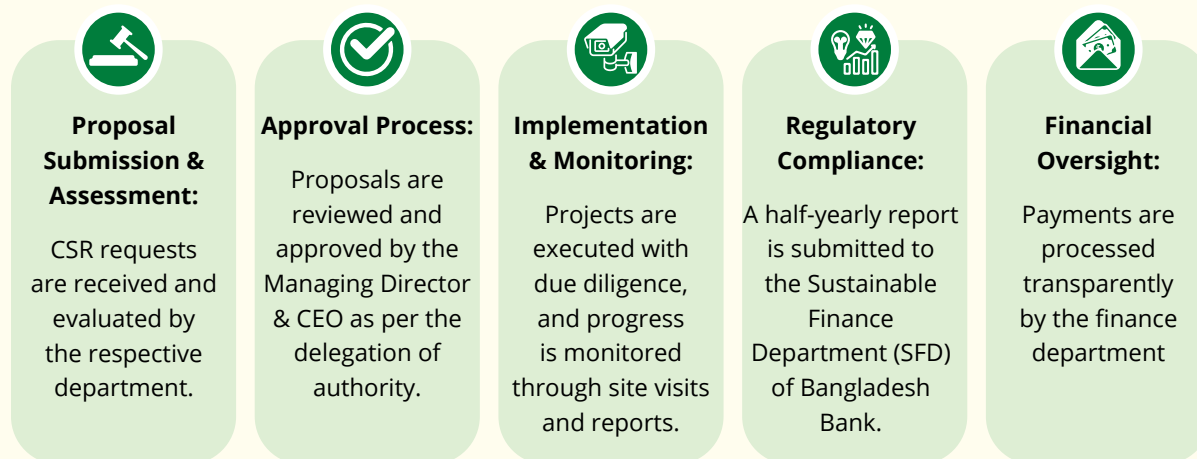 Proposal
Submission &
Assessment:
CSR requests
are received and
evaluated by
the respective
department.
Approval Process:
Proposals are
reviewed and
approved by the
Managing Director
& CEO as per the
delegation of
authority.
Implementation
& Monitoring:
Projects are
executed with
due diligence,
and progress
is monitored
through site visits
and reports.
Regulatory
Compliance:
A half-yearly report
is submitted to
the Sustainable
Finance
Department (SFD)
of Bangladesh
Bank.
Financial
Oversight:
Payments are
processed
transparently
by the finance
department